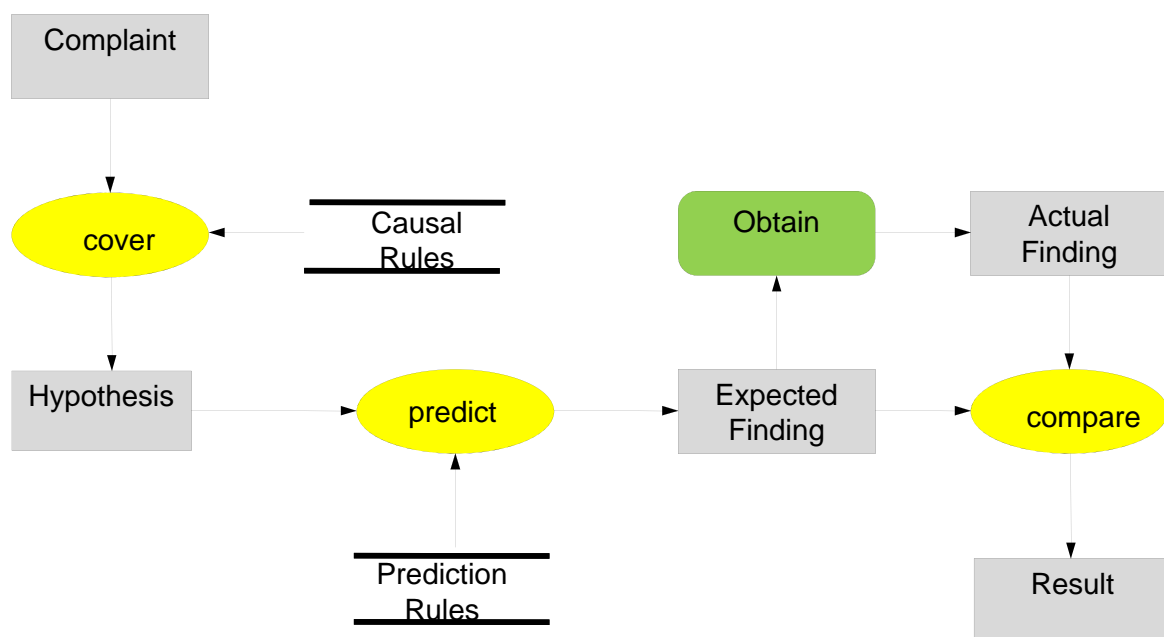 Complaint
cover
Causal
Rules
Obtain
Actual
Finding
Hypothesis
predict
Expected
Finding
compare
Prediction
Rules
Result